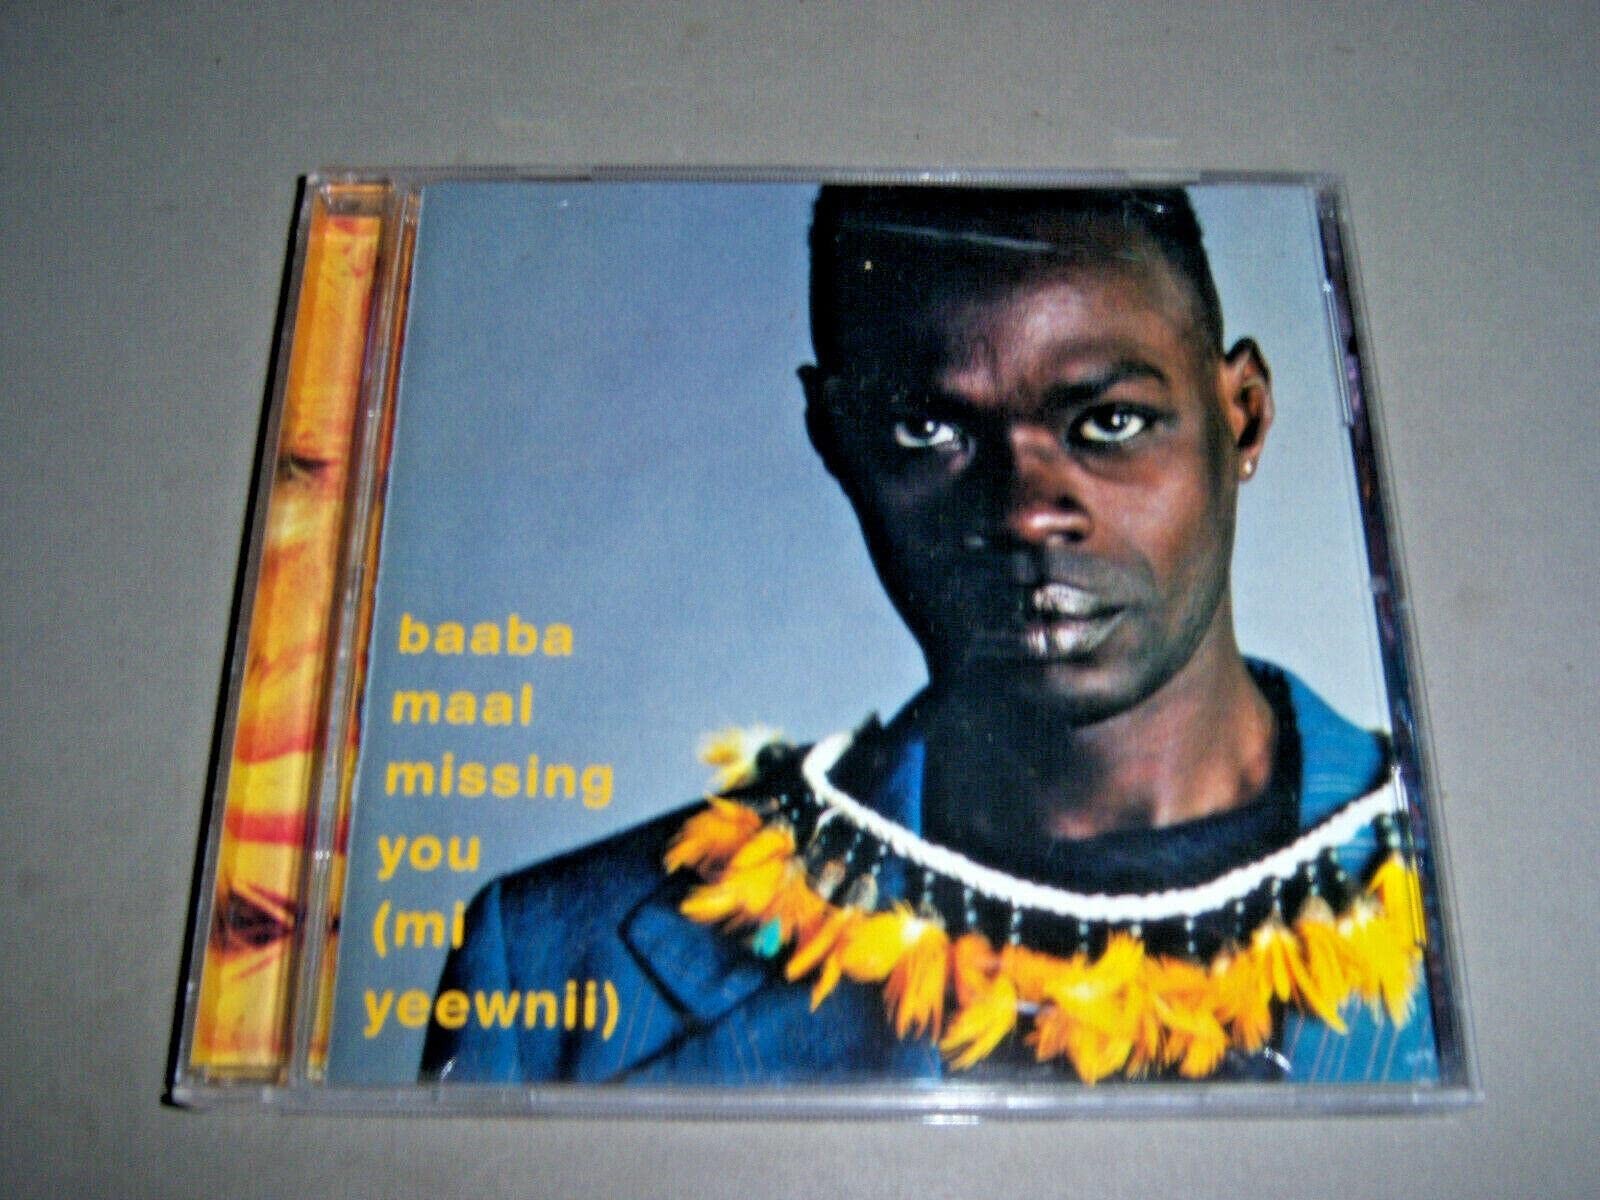 baaba
maal
missing
you
(mi
yeewnii)